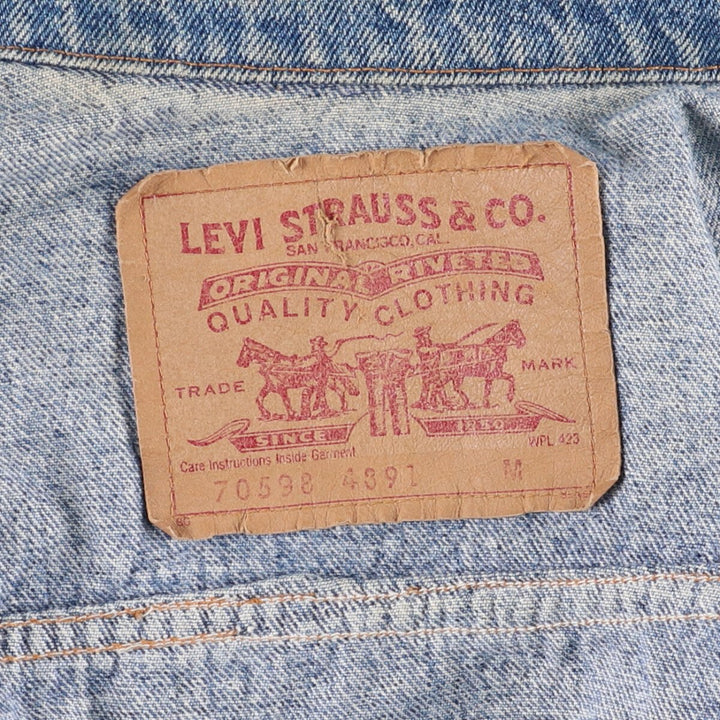 LEVI STRAUSS & CO.
SAN FRANCISCO, CAL.
ORIGINAL RIVETED
QUALITY CLOTHING
TRADE MARK
SINCE 1850
WPL 423
Care Instructions Inside Garment
70598 4891 M